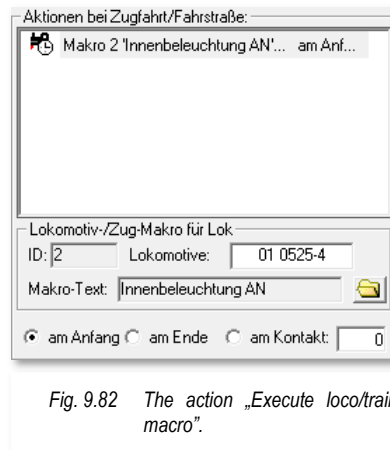 Aktionen bei Zugfahrt/Fahrstraße:
Makro 2 'Innenbeleuchtung AN'... am Anf...
Lokomotiv-/Zug-Makro für Lok
ID: 2 Lokomotive: 01 0525-4
Makro-Text: Innenbeleuchtung AN
am Anfang am Ende am Kontakt: 0
Fig. 9.82 The action „Execute loco/train
macro”.